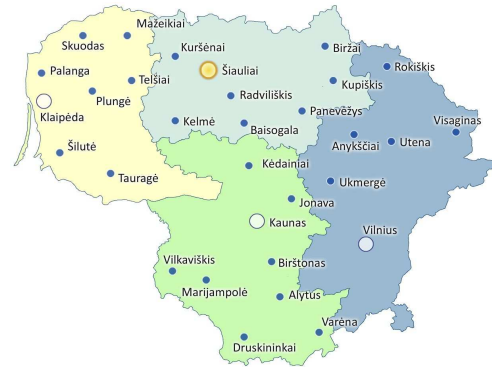 Mažeikiai
Skuodas
Kuršėnai
Biržai
Palanga
Telšiai
Šiauliai
Rokiškis
Plungė
Radviliškis
Kupiškis
Klaipėda
Panevėžys
Visaginas
Kelmė
Baisogala
Anykščiai
Utena
Šilutė
Kėdainiai
Tauragė
Ukmergė
Jonava
Kaunas
Vilnius
Vilkaviškis
Birštonas
Marijampolė
Alytus
Varėna
Druskininkai